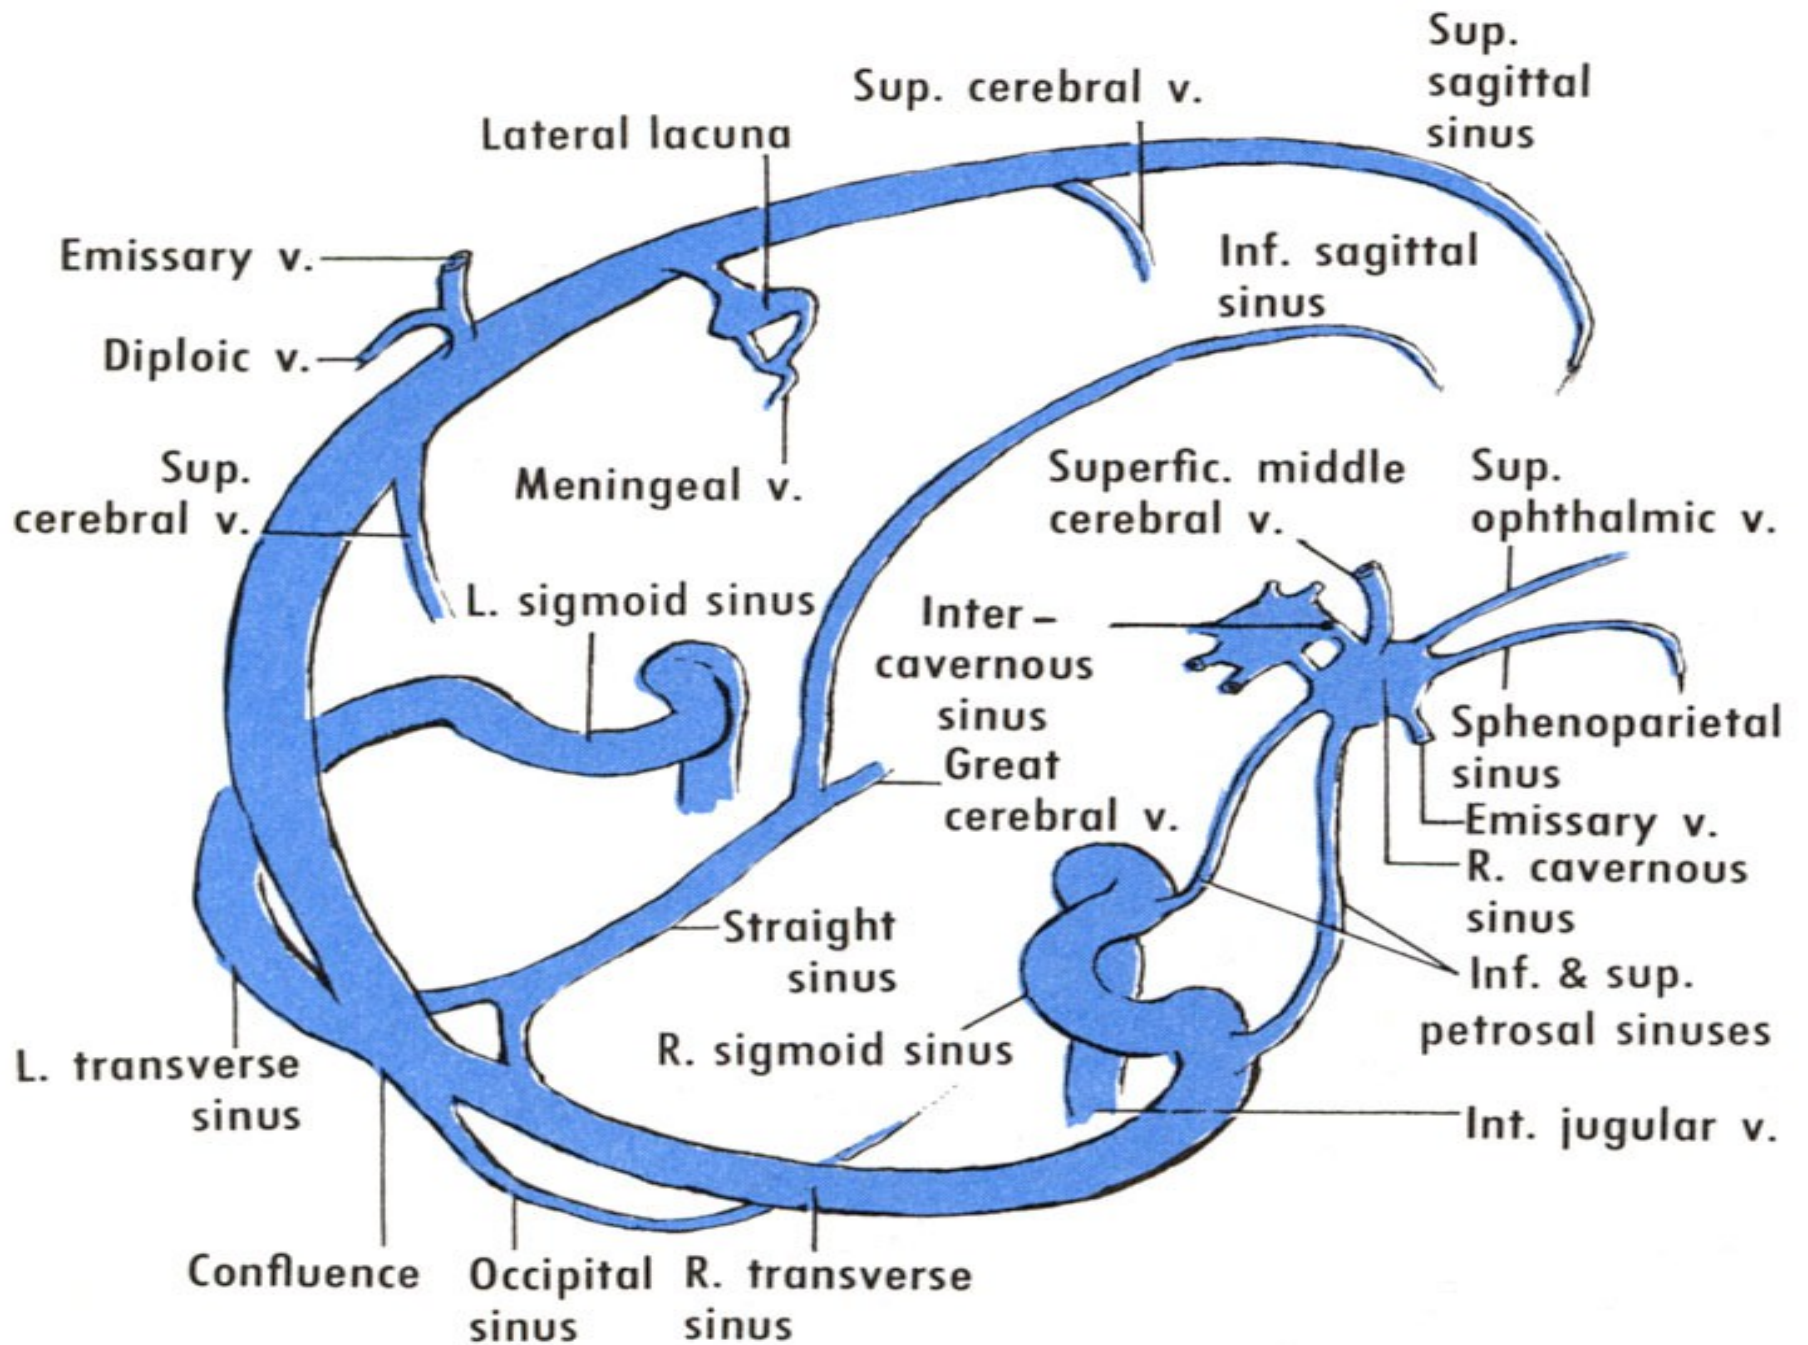 Sup.
sagittal
sinus
Sup. cerebral v.
Lateral lacuna
Emissary v.
Inf. sagittal
sinus
Diploic v.
Sup.
cerebral v.
Meningeal v.
Superfic. middle
cerebral v.
Sup.
ophthalmic v.
L. sigmoid sinus
Inter-
cavernous
sinus
Great
cerebral v.
Sphenoparietal
sinus
Emissary v.
R. cavernous
sinus
Straight
sinus
Inf. & sup.
petrosal sinuses
R. sigmoid sinus
L. transverse
sinus
Int. jugular v.
Confluence
Occipital
sinus
R. transverse
sinus